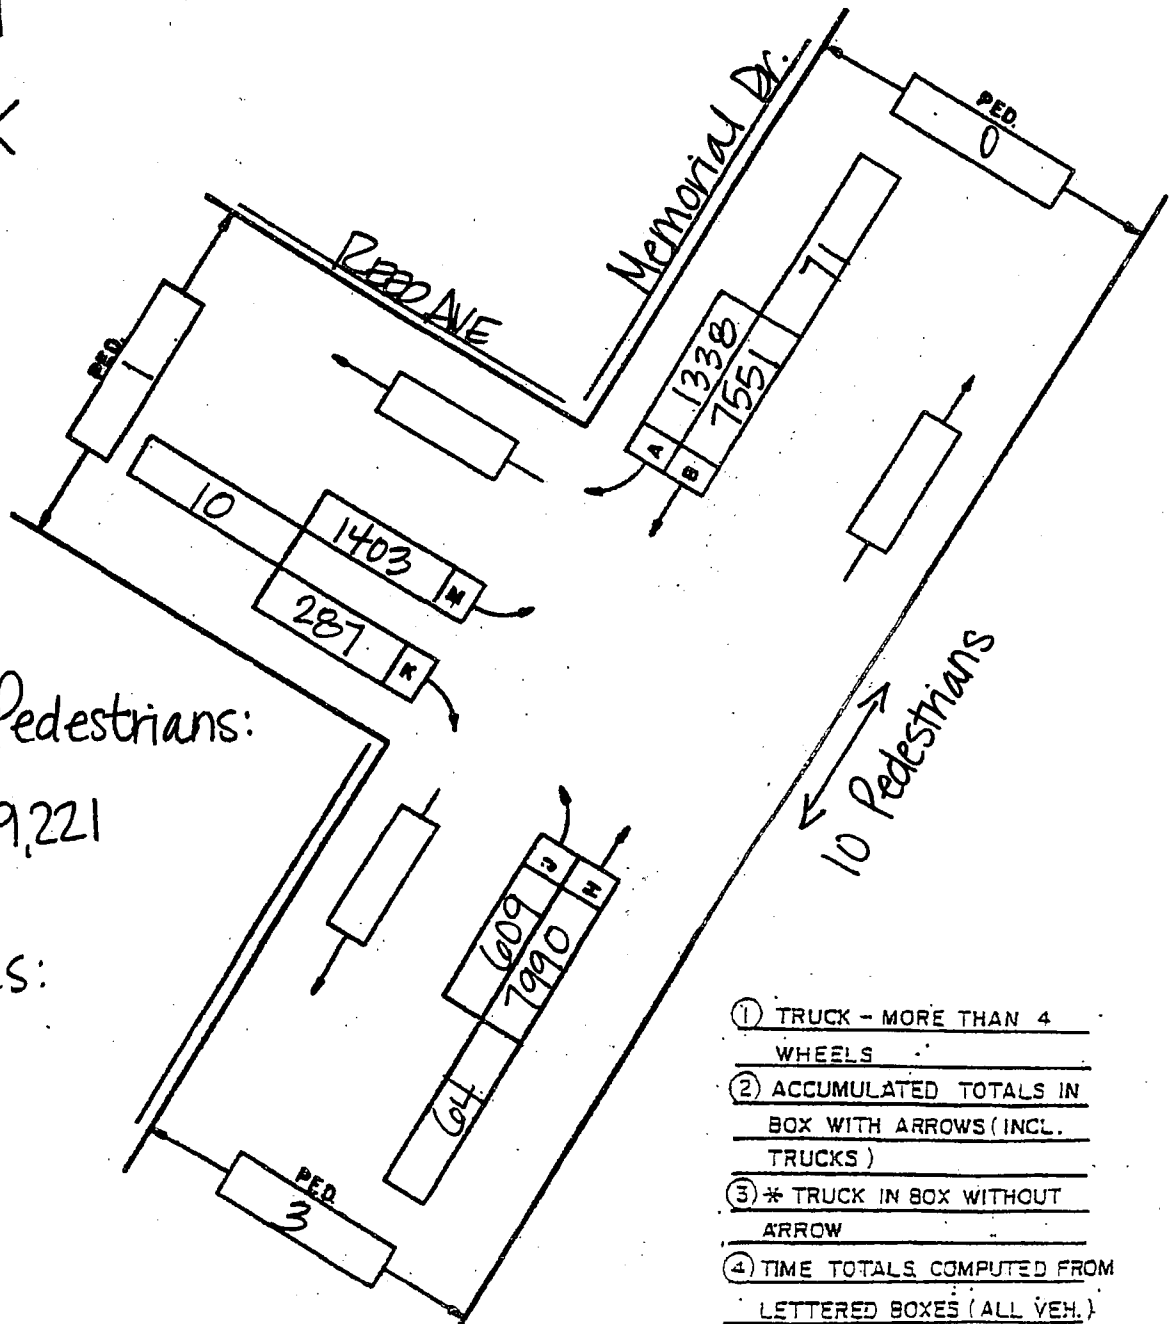 Memorial Dr.
PED.
0
REED AVE
71
1338
7551
A
B
PED.
1
10
1403
M
287
K
Pedestrians:
9,221
10 Pedestrians
J
H
609
7990
64
s:
PED.
3
① TRUCK - MORE THAN 4
WHEELS
② ACCUMULATED TOTALS IN
BOX WITH ARROWS (INCL.
TRUCKS)
③ * TRUCK IN BOX WITHOUT
ARROW
④ TIME TOTALS COMPUTED FROM
LETTERED BOXES (ALL VEH.)